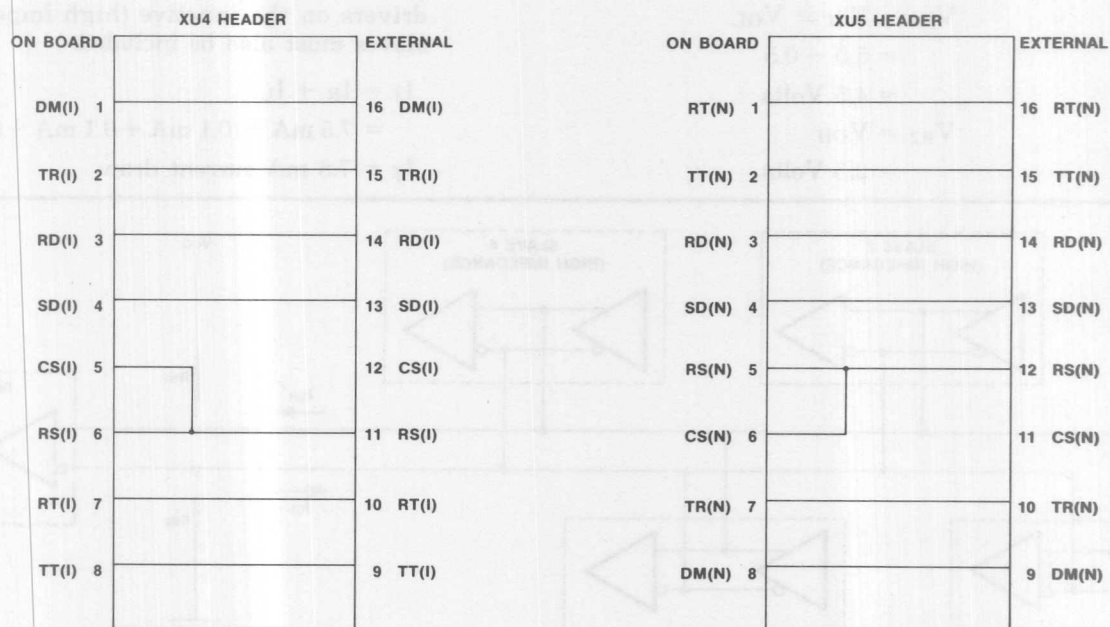 XU4 HEADER
ON BOARD EXTERNAL
DM(I) 1 16 DM(I)
TR(I) 2 15 TR(I)
RD(I) 3 14 RD(I)
SD(I) 4 13 SD(I)
CS(I) 5 12 CS(I)
RS(I) 6 11 RS(I)
RT(I) 7 10 RT(I)
TT(I) 8 9 TT(I)
XU5 HEADER
ON BOARD EXTERNAL
RT(N) 1 16 RT(N)
TT(N) 2 15 TT(N)
RD(N) 3 14 RD(N)
SD(N) 4 13 SD(N)
RS(N) 5 12 RS(N)
CS(N) 6 11 CS(N)
TR(N) 7 10 TR(N)
DM(N) 8 9 DM(N)